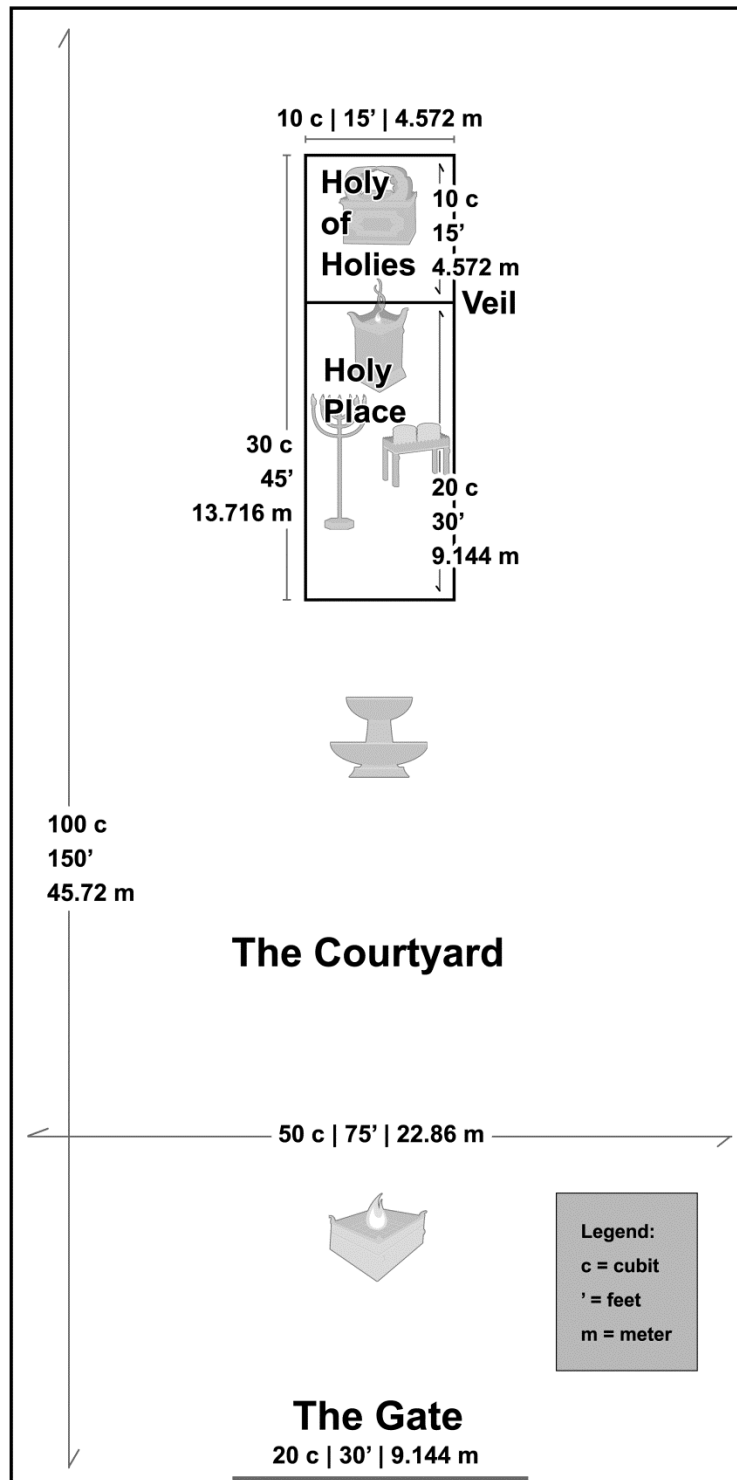 10 c | 15’ | 4.572 m
Holy
of
Holies
10 c
15’
4.572 m
Veil
Holy
Place
30 c
45’
13.716 m
20 c
30’
9.144 m
100 c
150’
45.72 m
The Courtyard
50 c | 75’ | 22.86 m
Legend:
c = cubit
’ = feet
m = meter
The Gate
20 c | 30’ | 9.144 m